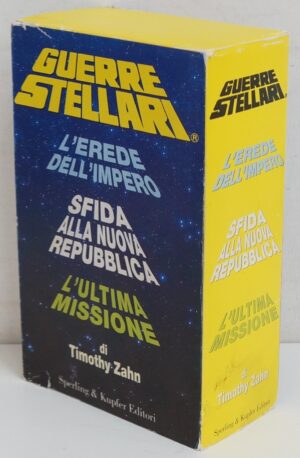 GUERRE
STELLARI®
L'EREDE
DELL'IMPERO
SFIDA
ALLA NUOVA
REPUBBLICA
L'ULTIMA
MISSIONE
di
Timothy Zahn
Sperling & Kupfer Editori
GUERRE
STELLARI®
L'EREDE
DELL'IMPERO
SFIDA
ALLA NUOVA
REPUBBLICA
L'ULTIMA
MISSIONE
di
Timothy Zahn
Sperling & Kupfer Editori